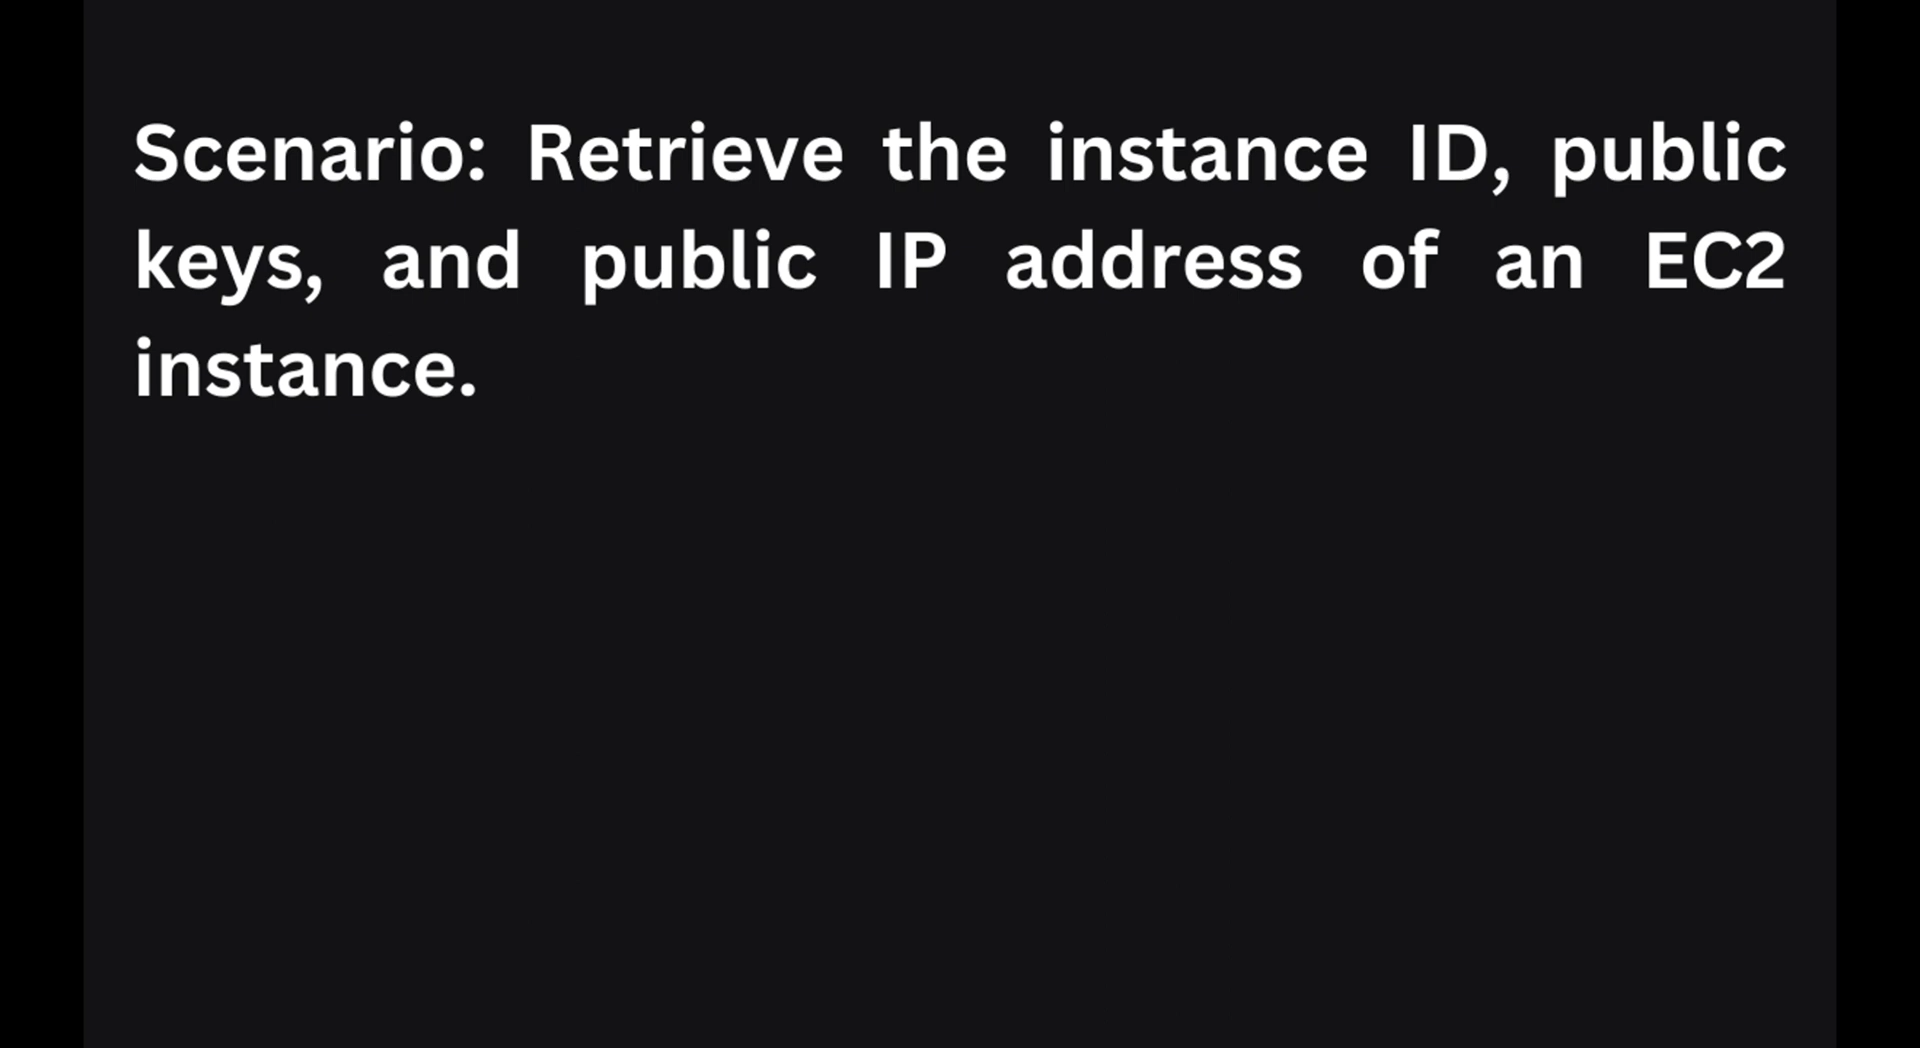 Scenario: Retrieve the instance ID, public
keys, and public IP address of an EC2
instance.